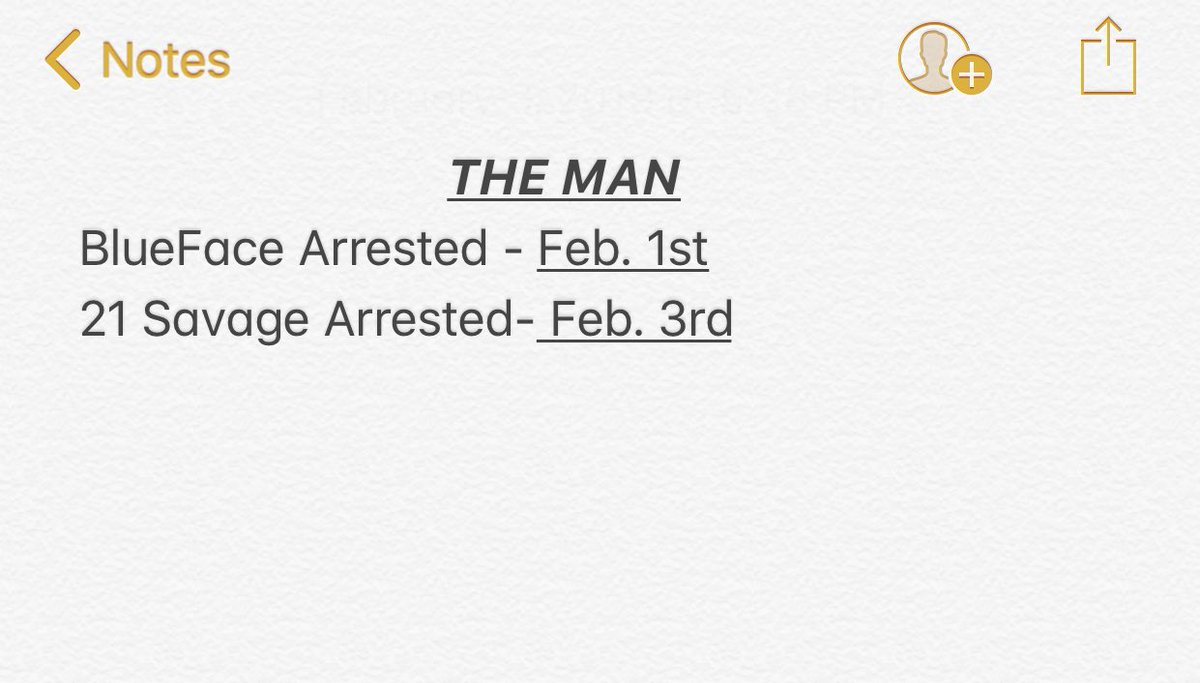 Notes
THE MAN
BlueFace Arrested - Feb. 1st
21 Savage Arrested- Feb. 3rd